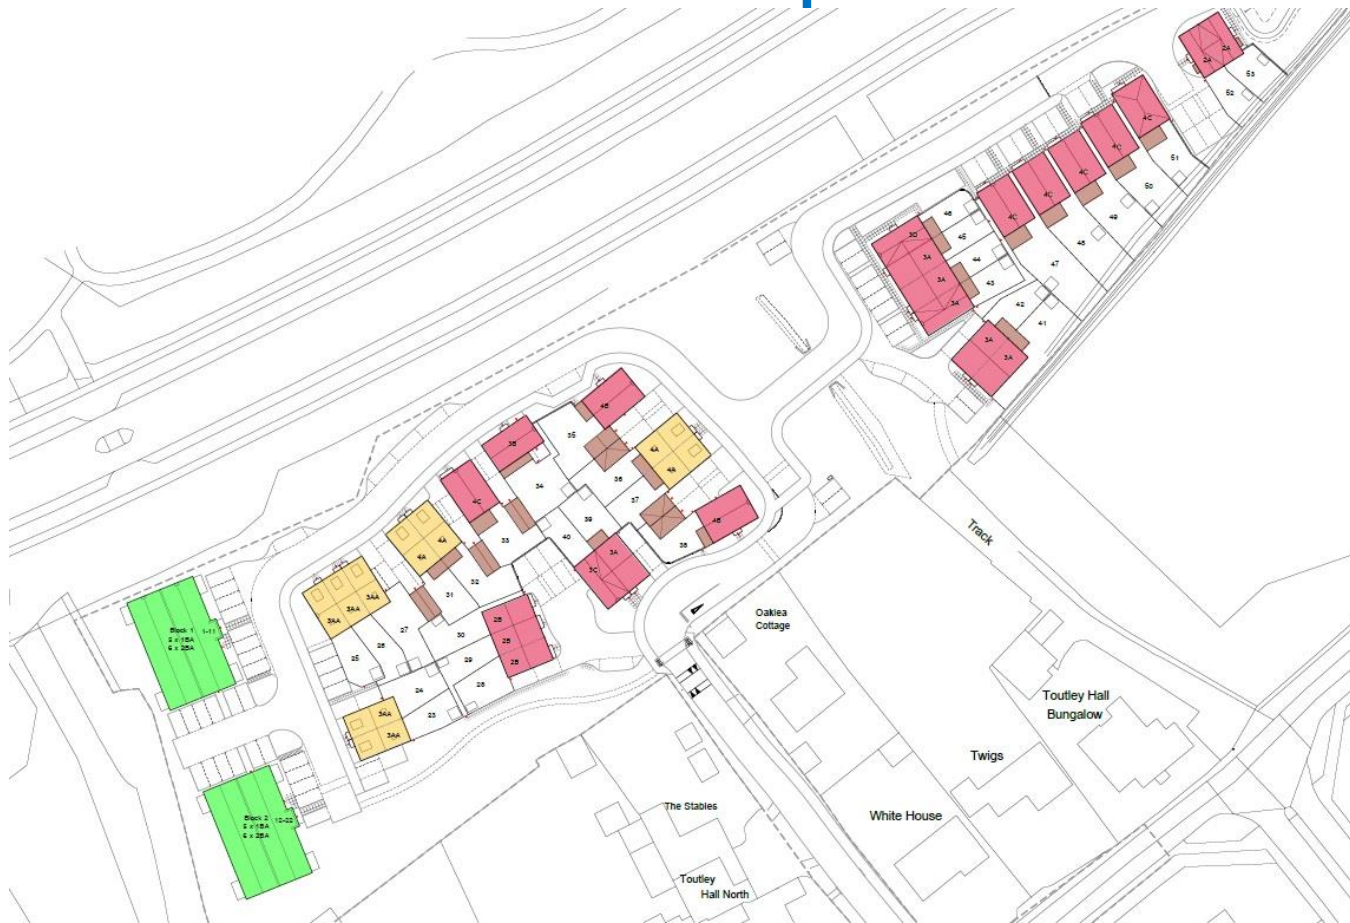 2A
2A
53
52
4C
4C
4C
4C
4C
51
50
49
48
47
46
45
44
43
42
41
3D
3A
3A
3A
3A
3A
4B
3B
35
4A
4A
36
34
37
4C
39
4B
40
33
38
4A
4A
3A
3C
32
31
3AA
3AA
3AA
27
26
25
30
29
28
2B
2B
2B
24
23
3AA
3AA
Block 1
5 x 1BA
6 x 2BA
1-11
Block 2
5 x 1BA
6 x 2BA
12-22
Track
Oaklea
Cottage
Toutley Hall
Bungalow
Twigs
The Stables
White House
Toutley
Hall North